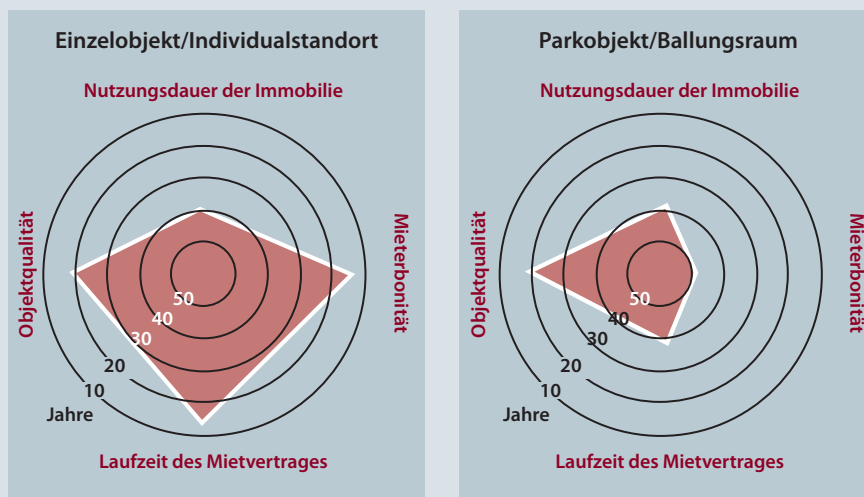 Einzelobjekt/Individualstandort
Nutzungsdauer der Immobilie
Objektqualität
Mieterbonität
50
40
30
20
10
Jahre
Laufzeit des Mietvertrages
Parkobjekt/Ballungsraum
Nutzungsdauer der Immobilie
Objektqualität
Mieterbonität
50
40
30
20
10
Jahre
Laufzeit des Mietvertrages